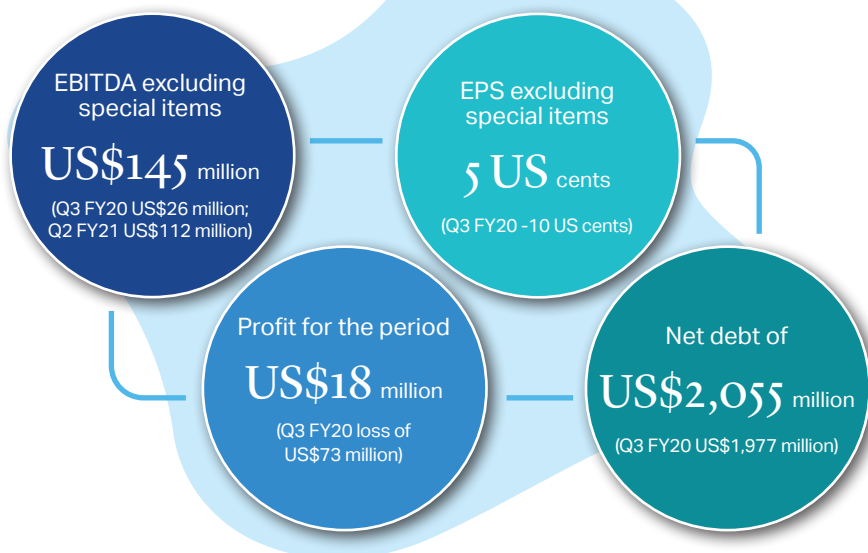 EBITDA excluding
special items
US$145 million
(Q3 FY20 US$26 million;
Q2 FY21 US$112 million)
EPS excluding
special items
5 US cents
(Q3 FY20 -10 US cents)
Profit for the period
US$18 million
(Q3 FY20 loss of
US$73 million)
Net debt of
US$2,055 million
(Q3 FY20 US$1,977 million)